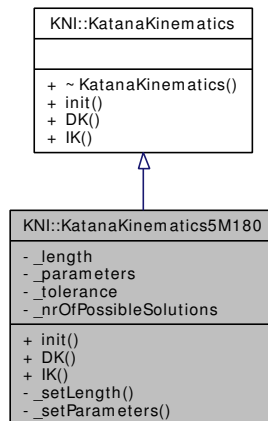 KNI::KatanaKinematics
+ ~KatanaKinematics()
+ init()
+ DK()
+ IK()
KNI::KatanaKinematics5M180
- _length
- _parameters
- _tolerance
- _nrOfPossibleSolutions
+ init()
+ DK()
+ IK()
- _setLength()
- _setParameters()